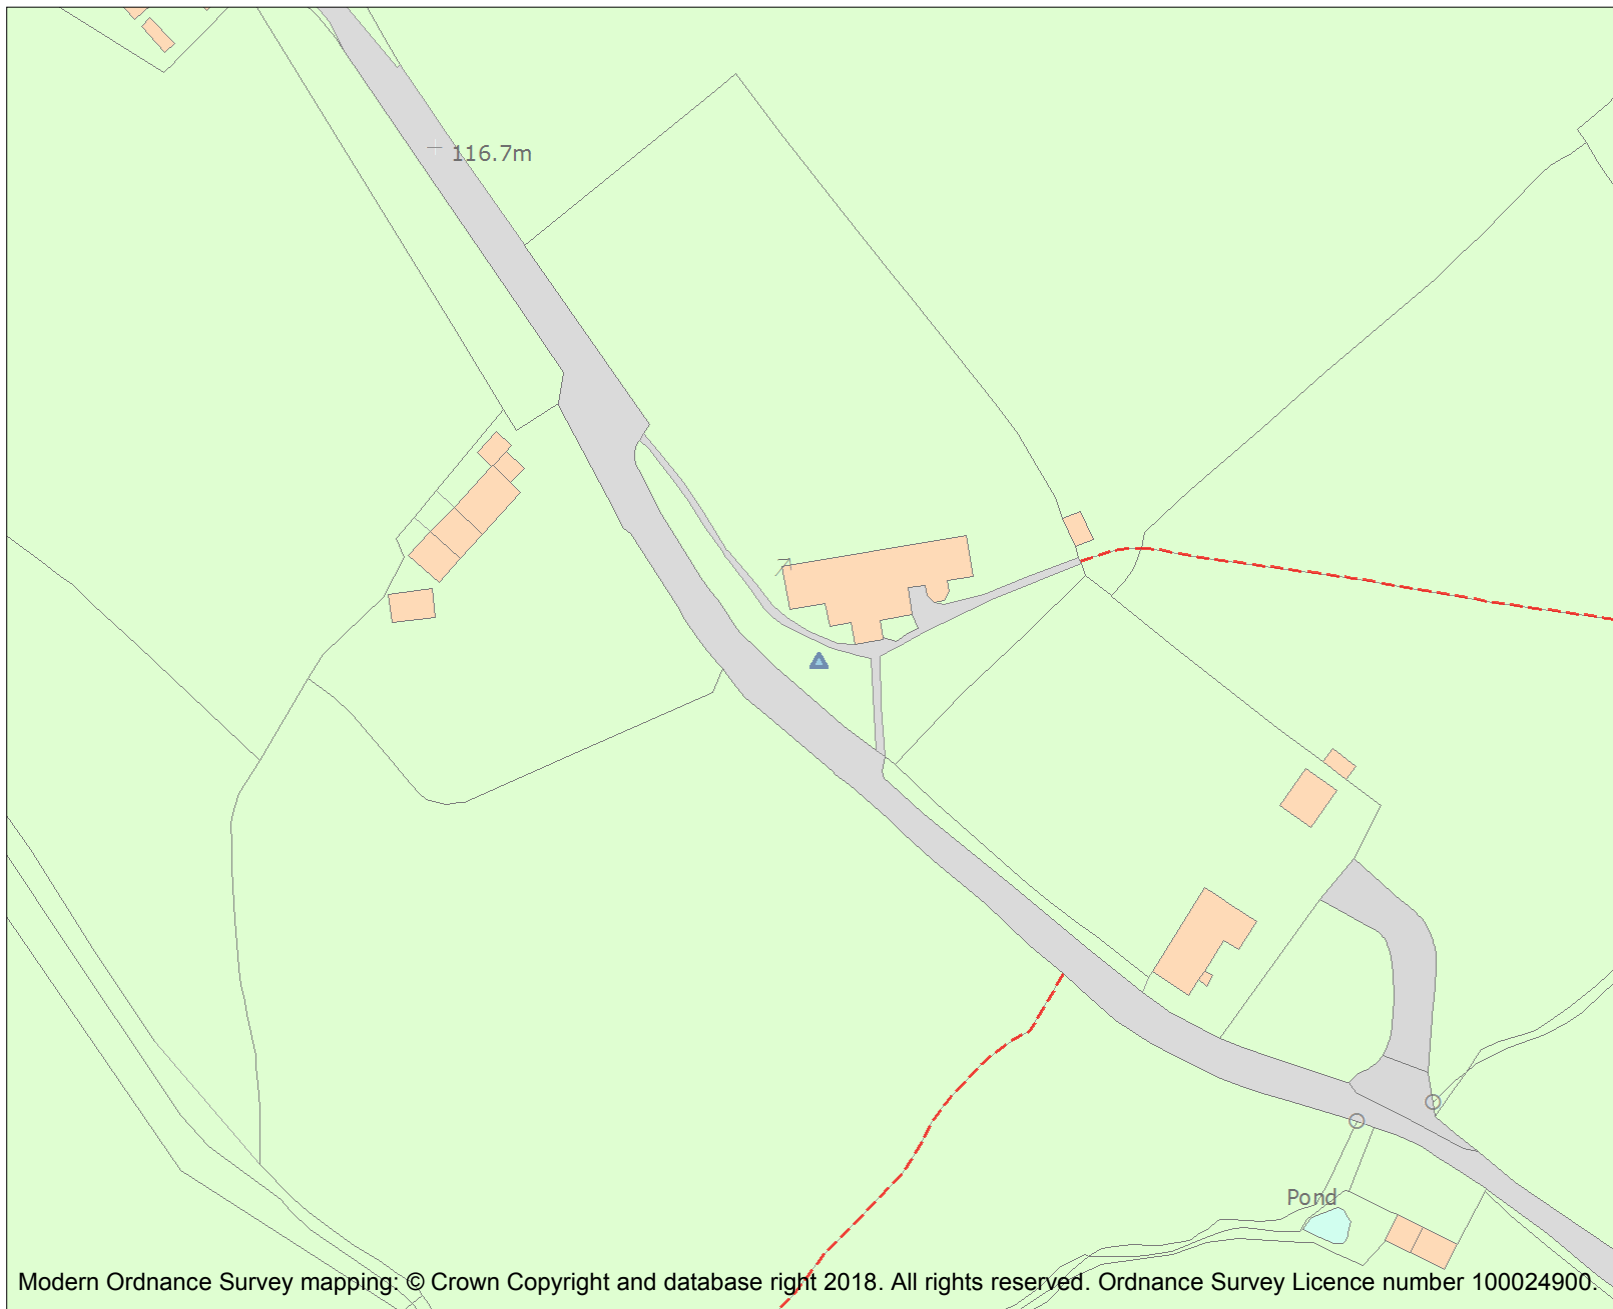 116.7m
Pond
Modern Ordnance Survey mapping: © Crown Copyright and database right 2018. All rights reserved. Ordnance Survey Licence number 100024900.